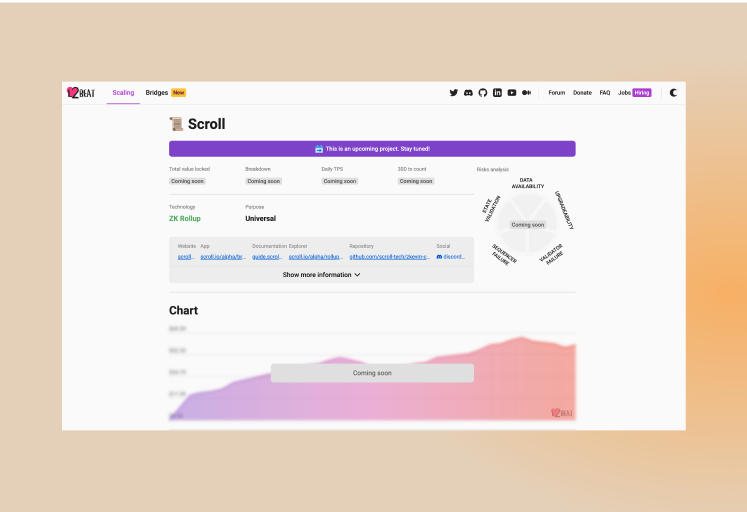 L2BEAT
Scaling Bridges New Forum Donate FAQ Jobs Hiring
Scroll
This is an upcoming project. Stay tuned!
Total value locked Breakdown Daily TPS 30D tx count Risks analysis
Coming soon Coming soon Coming soon Coming soon
DATA
AVAILABILITY
STATE
VALIDATION
UPGRADEABILITY
Coming soon
SEQUENCER
FAILURE
VALIDATOR
FAILURE
Technology Purpose
ZK Rollup Universal
Website App Documentation Explorer Repository Social
scroll... scroll.io/alpha/br... guide.scrol... scroll.io/alpha/rollup... github.com/scroll-tech/zkevm-c... discord...
Show more information
Chart
Coming soon
L2BEAT